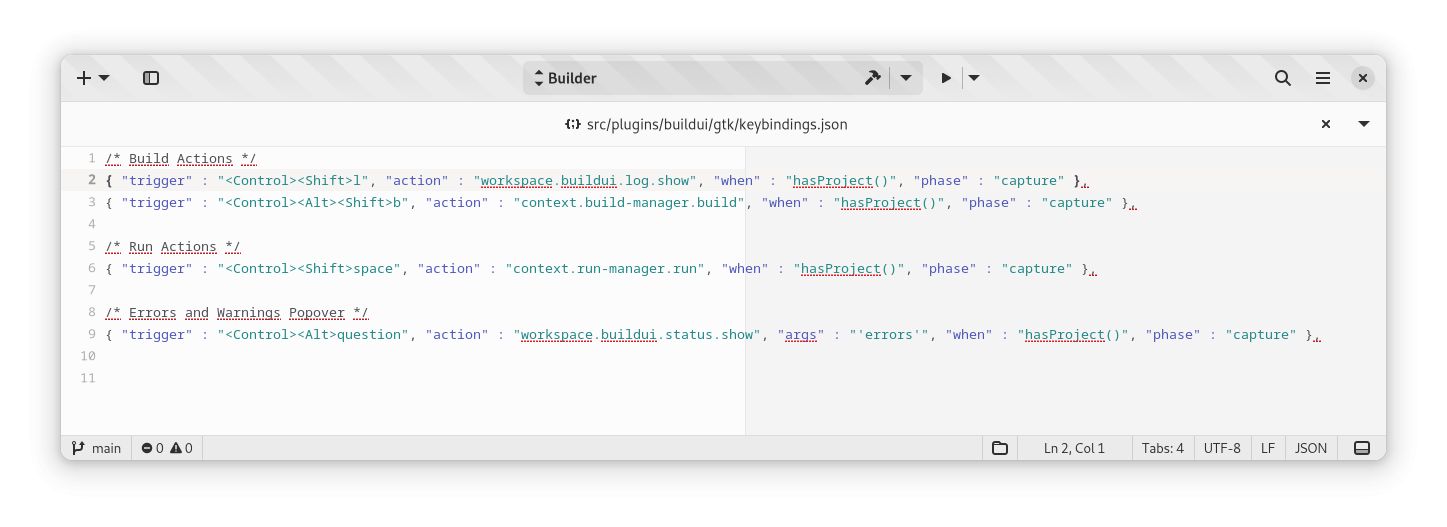 Builder
src/plugins/buildui/gtk/keybindings.json
1 /* Build Actions */
2 { "trigger" : "<Control><Shift>l", "action" : "workspace.buildui.log.show", "when" : "hasProject()", "phase" : "capture" },
3 { "trigger" : "<Control><Alt><Shift>b", "action" : "context.build-manager.build", "when" : "hasProject()", "phase" : "capture" },
4
5 /* Run Actions */
6 { "trigger" : "<Control><Shift>space", "action" : "context.run-manager.run", "when" : "hasProject()", "phase" : "capture" },
7
8 /* Errors and Warnings Popover */
9 { "trigger" : "<Control><Alt>question", "action" : "workspace.buildui.status.show", "args" : "'errors'", "when" : "hasProject()", "phase" : "capture" },
10
11
main 0 0 Ln 2, Col 1 Tabs: 4 UTF-8 LF JSON